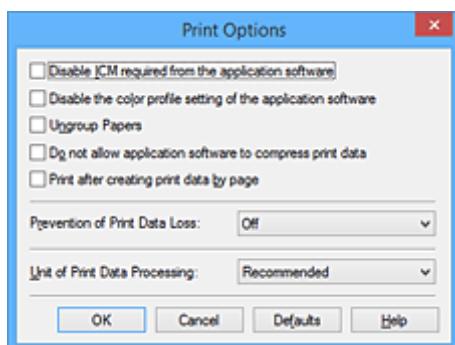 Print Options
Disable ICM required from the application software
Disable the color profile setting of the application software
Ungroup Papers
Do not allow application software to compress print data
Print after creating print data by page
Prevention of Print Data Loss: Off
Unit of Print Data Processing: Recommended
OK Cancel Defaults Help